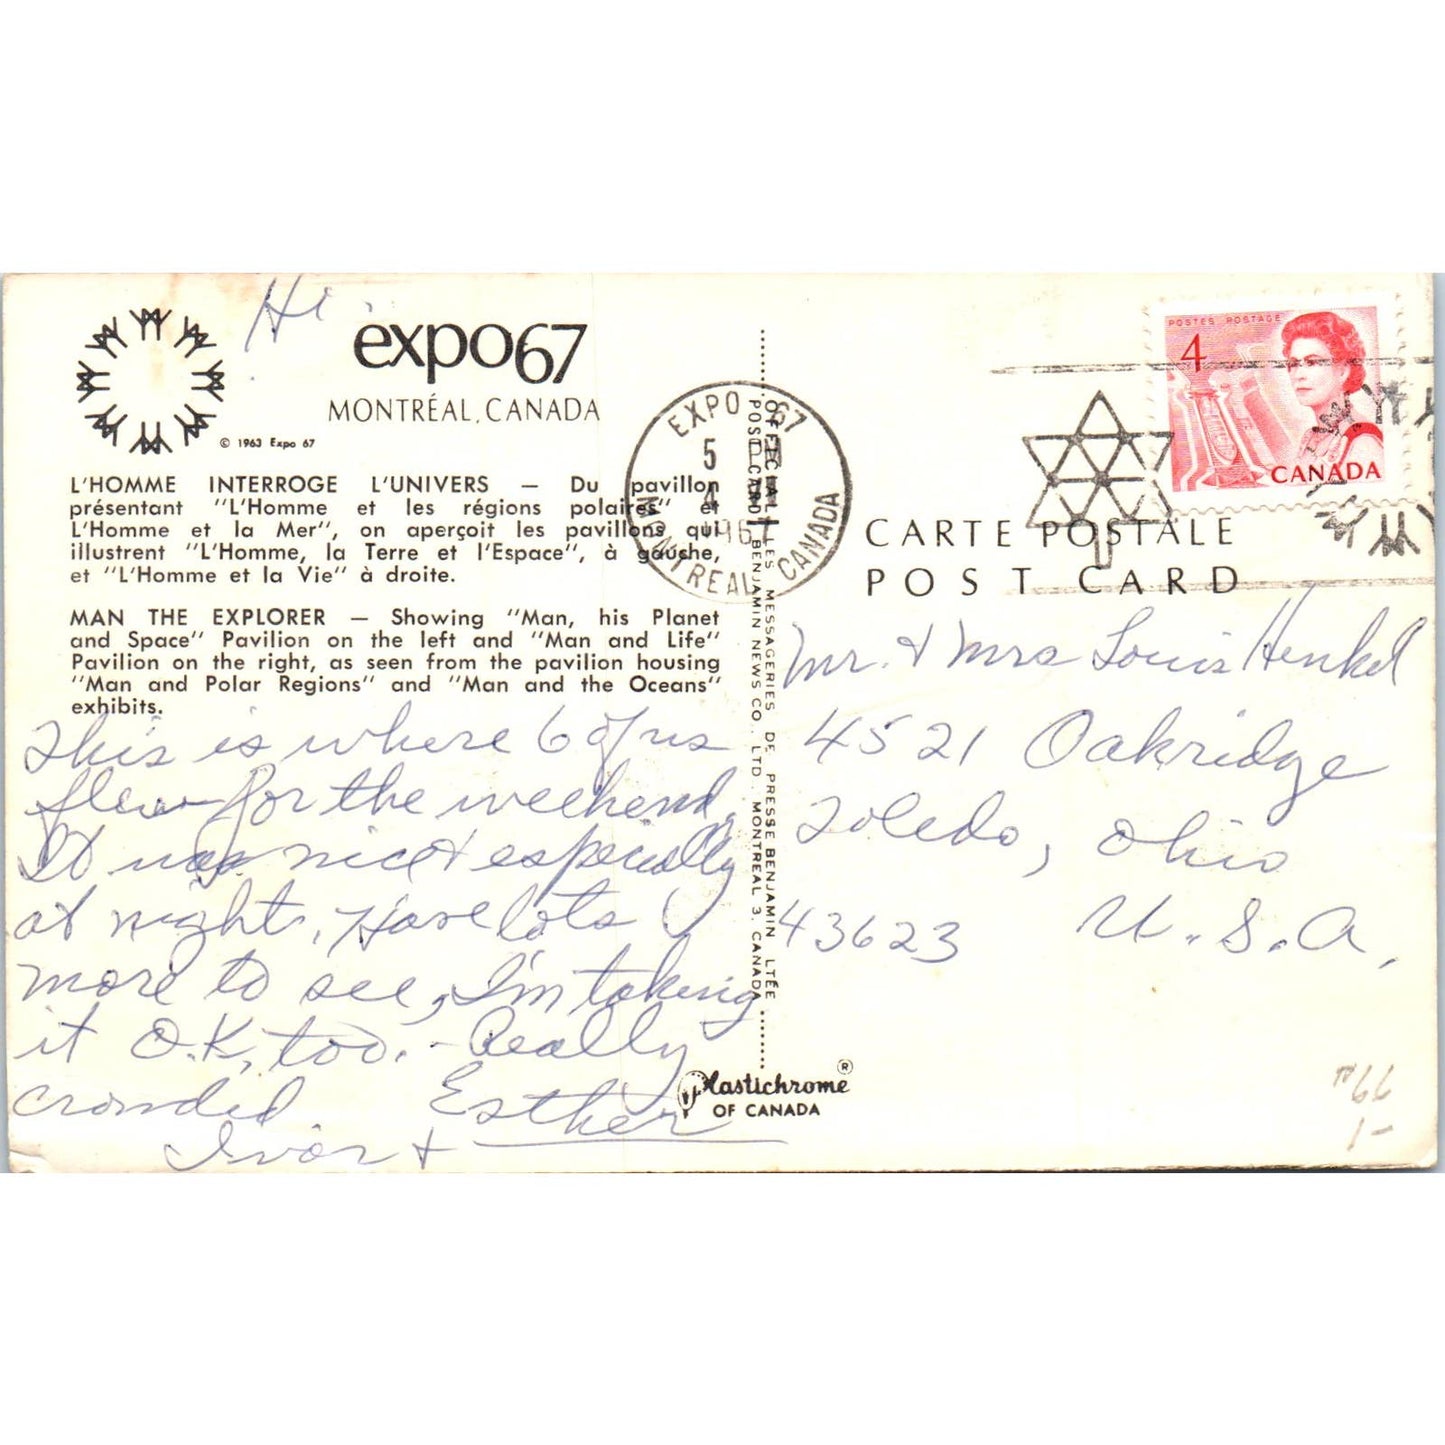 Hi.
expo67
MONTRÉAL, CANADA
© 1963 Expo 67
L'HOMME INTERROGE L'UNIVERS — Du pavillon
présentant "L'Homme et les régions polaires" et
L'Homme et la Mer", on aperçoit les pavillons qui
illustrent "L'Homme, la Terre et l'Espace", à gauche,
et "L'Homme et la Vie" à droite.
MAN THE EXPLORER — Showing "Man, his Planet
and Space" Pavilion on the left and "Man and Life"
Pavilion on the right, as seen from the pavilion housing
"Man and Polar Regions" and "Man and the Oceans"
exhibits.
This is where 6 of us
flew for the weekend.
It was nice & especially
at night. Have lots
more to see, I'm taking
it O.K, too. - Really
crowded Esther
Ivor +
EXPO 67
5
4
1967
MONTREAL CANADA
LES MESSAGERIES DE PRESSE BENJAMIN LTÉE
POST CARD BENJAMIN NEWS CO., LTD. MONTREAL 3, CANADA
Plastichrome ®
OF CANADA
POSTES POSTAGE
4
CANADA
CARTE POSTALE
POST CARD
Mr. & Mrs Louis Henkel
4521 Oakridge
Toledo, Ohio
43623 U.S.A.
66
1-